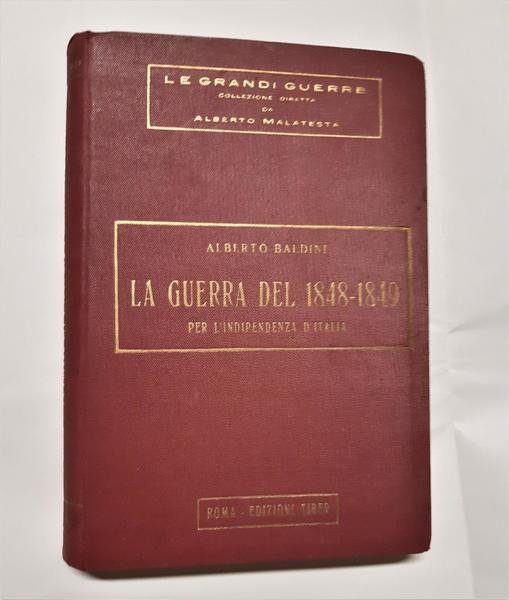 LE GRANDI GUERRE
COLLEZIONE DIRETTA
DA
ALBERTO MALATESTA
ALBERTO BALDINI
LA GUERRA DEL 1848-1849
PER L'INDIPENDENZA D'ITALIA
ROMA - EDIZIONI TIBER